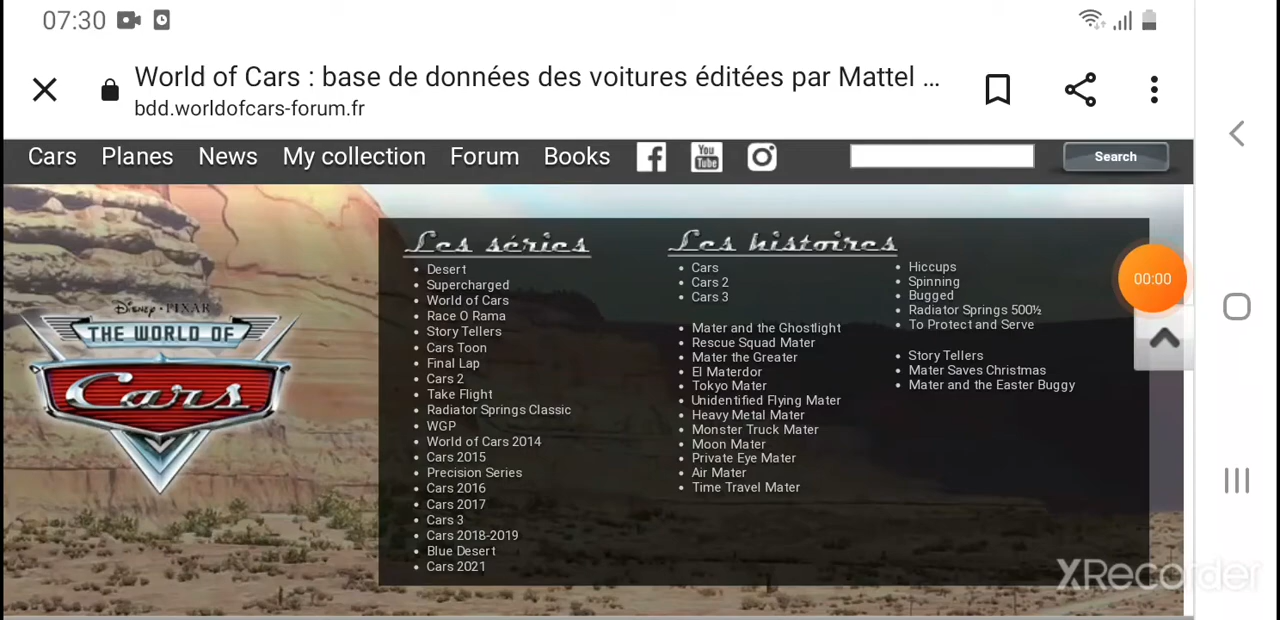 07:30
World of Cars : base de données des voitures éditées par Mattel ...
bdd.worldofcars-forum.fr
Cars Planes News My collection Forum Books You Tube Search
Les séries
Desert
Supercharged
World of Cars
Race O Rama
Story Tellers
Cars Toon
Final Lap
Cars 2
Take Flight
Radiator Springs Classic
WGP
World of Cars 2014
Cars 2015
Precision Series
Cars 2016
Cars 2017
Cars 3
Cars 2018-2019
Blue Desert
Cars 2021
Les histoires
Cars
Cars 2
Cars 3
Mater and the Ghostlight
Rescue Squad Mater
Mater the Greater
El Materdor
Tokyo Mater
Unidentified Flying Mater
Heavy Metal Mater
Monster Truck Mater
Moon Mater
Private Eye Mater
Air Mater
Time Travel Mater
Hiccups
Spinning
Bugged
Radiator Springs 500½
To Protect and Serve
Story Tellers
Mater Saves Christmas
Mater and the Easter Buggy
00:00
Disney • PIXAR
THE WORLD OF
Cars
XRecorder